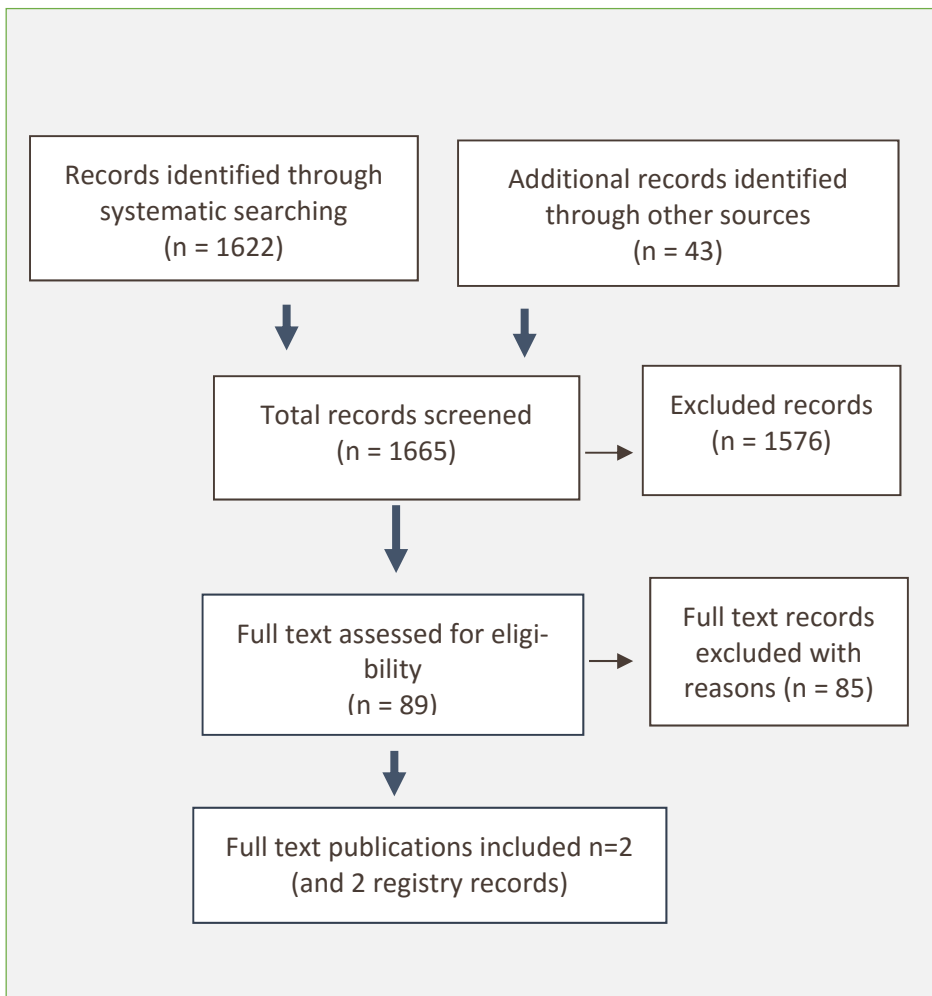 Records identified through
systematic searching
(n = 1622)
Additional records identified
through other sources
(n = 43)
Total records screened
(n = 1665)
Excluded records
(n = 1576)
Full text assessed for eligi-
bility
(n = 89)
Full text records
excluded with
reasons (n = 85)
Full text publications included n=2
(and 2 registry records)